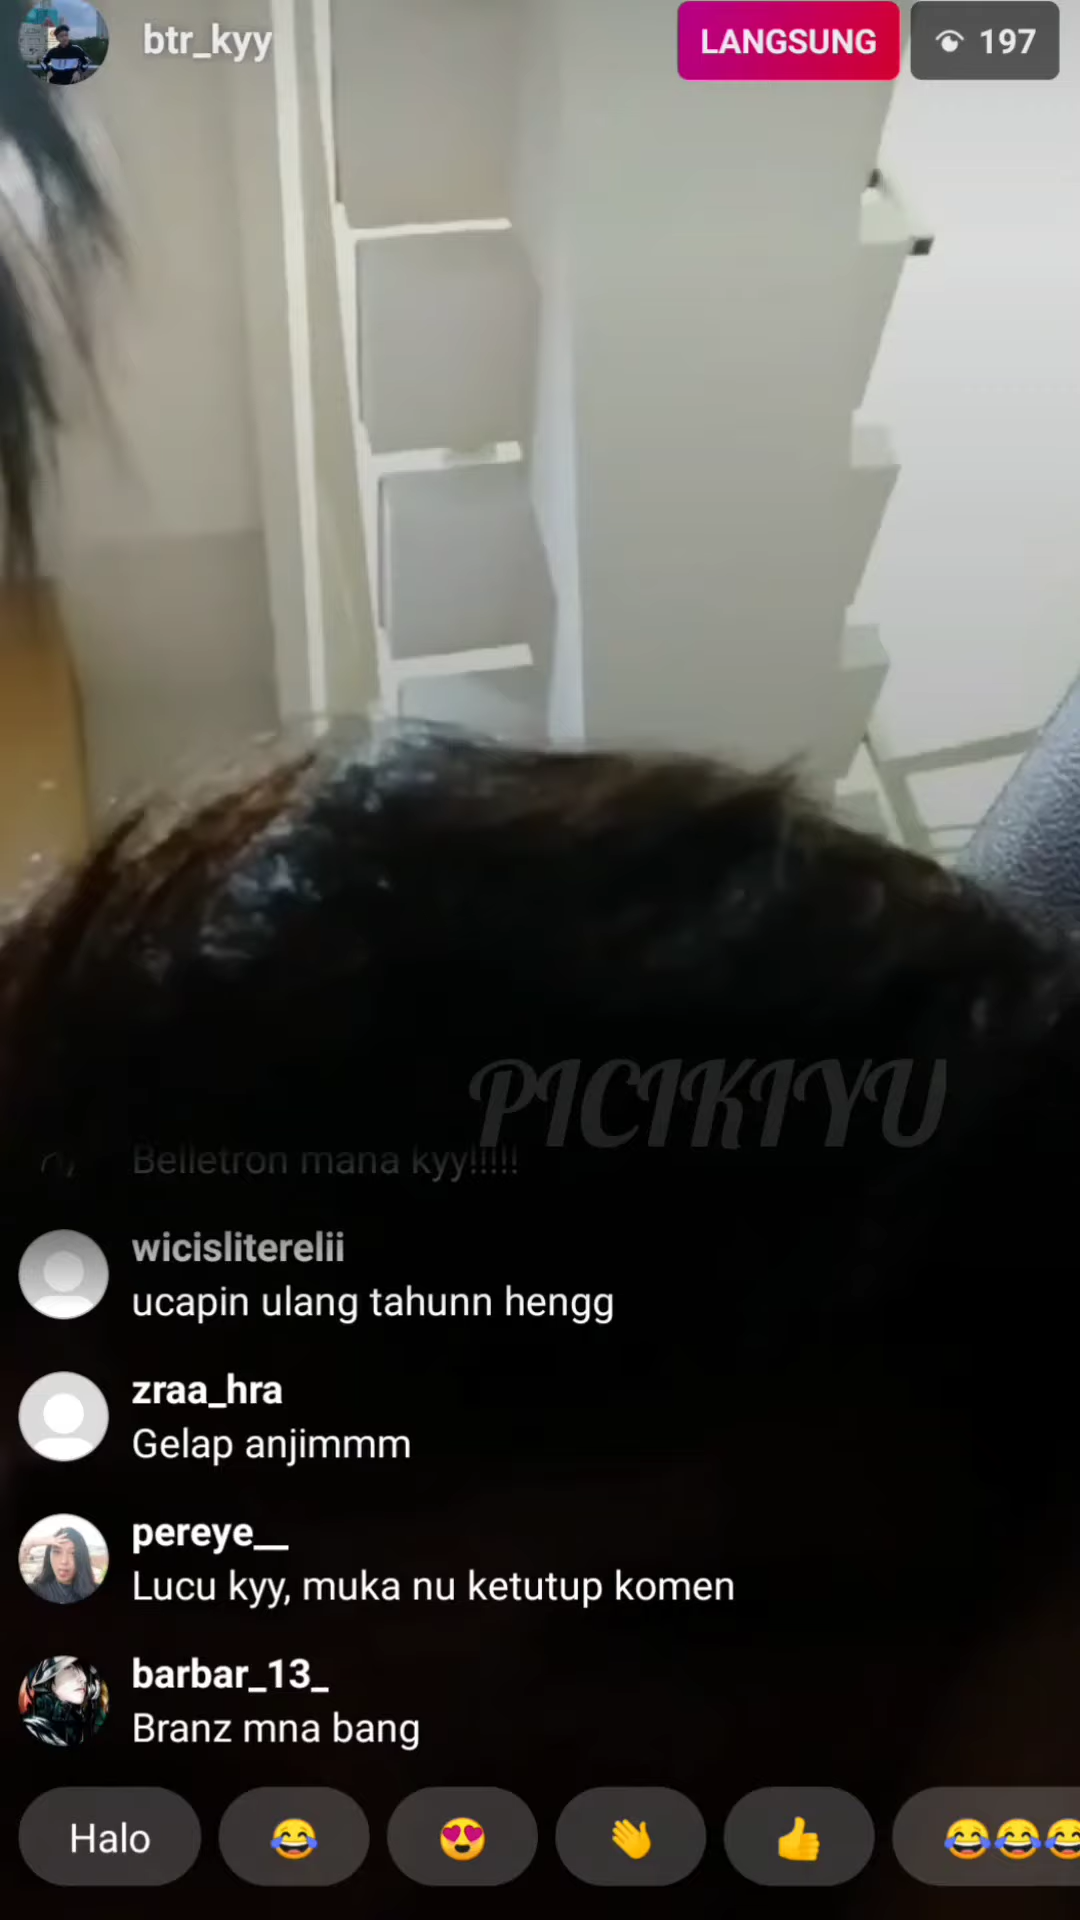 btr_kyy
LANGSUNG
197
PICIKIYU
Belletron mana kyy!!!!!
wicisliterelii
ucapin ulang tahunn hengg
zraa_hra
Gelap anjimmm
pereye__
Lucu kyy, muka nu ketutup komen
barbar_13_
Branz mna bang
Halo